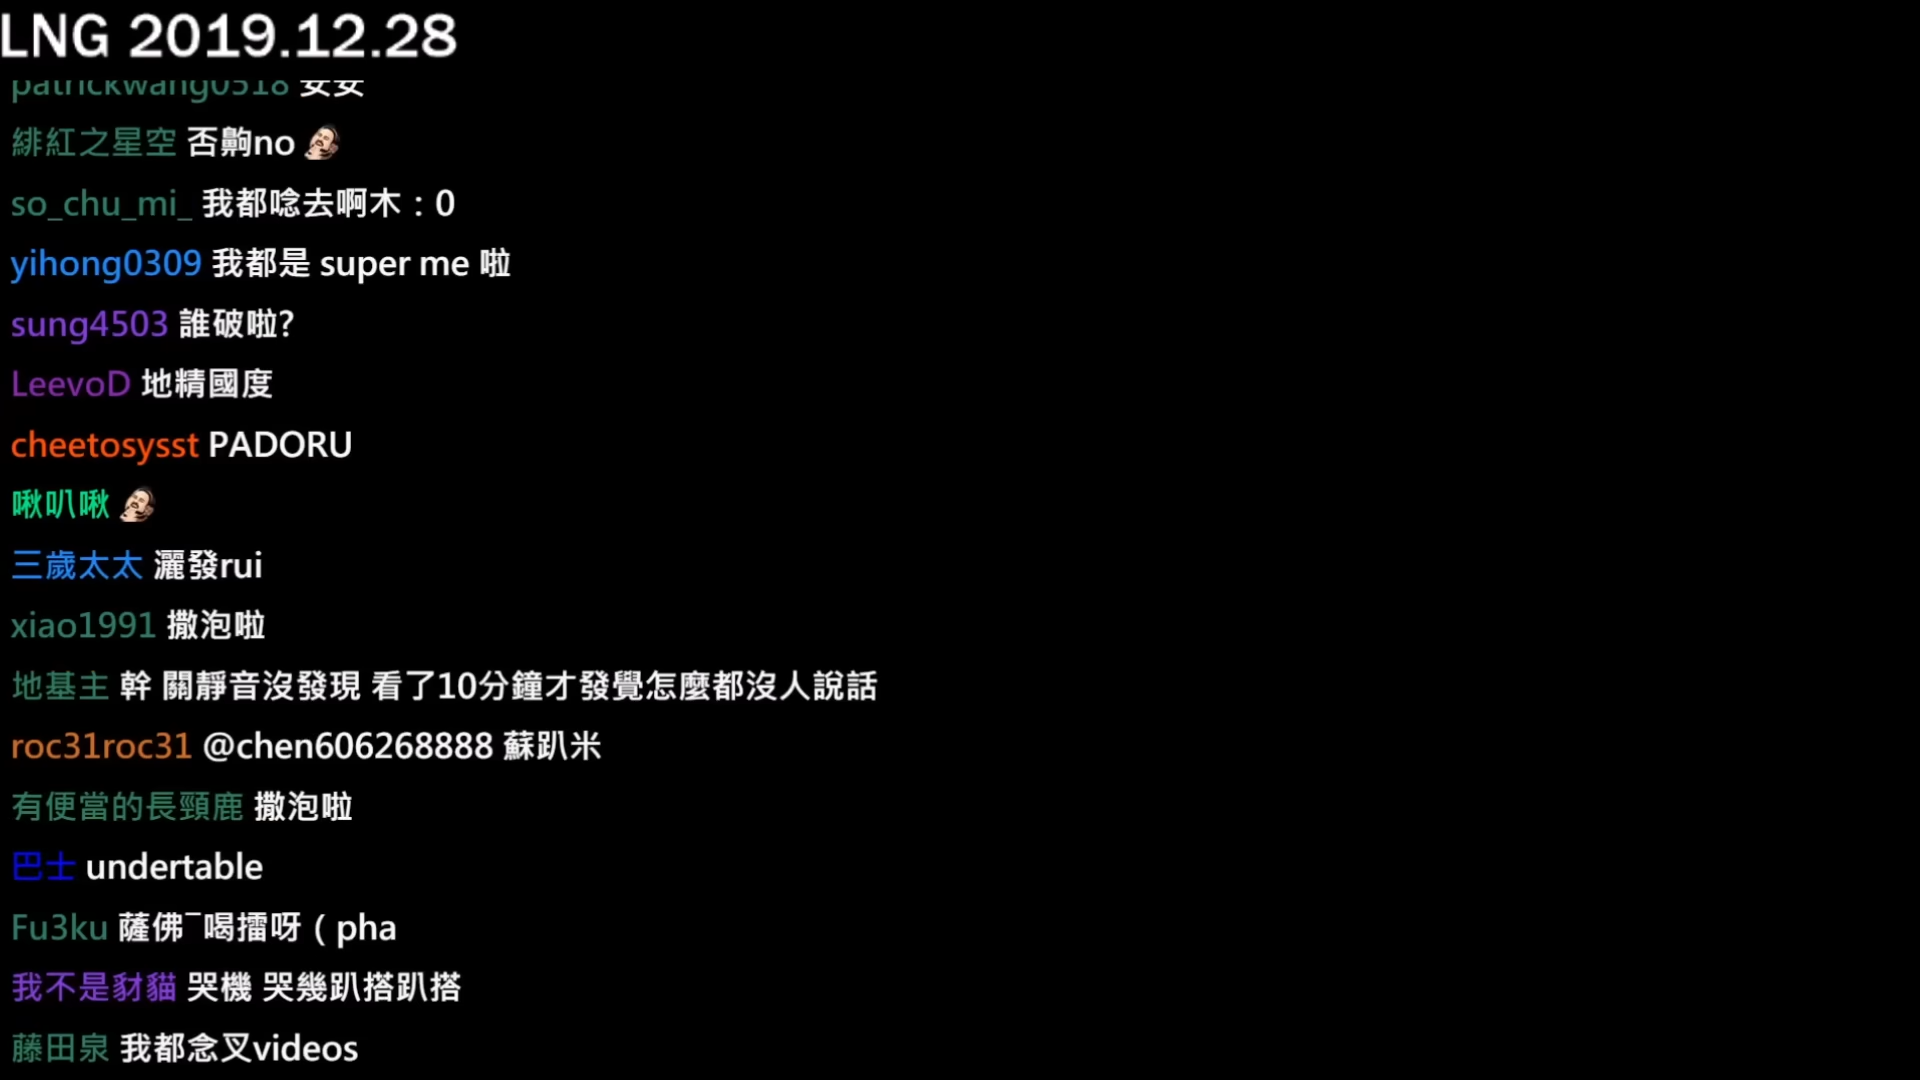 LNG 2019.12.28
patrickwang0518 安安
緋紅之星空 否齁no
so_chu_mi_ 我都唸去啊木：0
yihong0309 我都是 super me 啦
sung4503 誰破啦?
LeevoD 地精國度
cheetosysst PADORU
啾叭啾
三歲太太 灑發rui
xiao1991 撒泡啦
地基主 幹 關靜音沒發現 看了10分鐘才發覺怎麼都沒人說話
roc31roc31 @chen606268888 蘇趴米
有便當的長頸鹿 撒泡啦
巴士 undertable
Fu3ku 薩佛¯喝擂呀（pha
我不是豺貓 哭機 哭幾趴搭趴搭
藤田泉 我都念叉videos